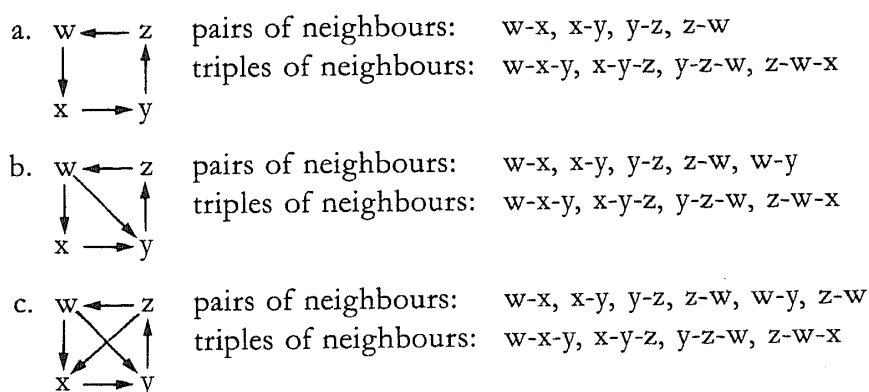 a. w z pairs of neighbours: w-x, x-y, y-z, z-w
triples of neighbours: w-x-y, x-y-z, y-z-w, z-w-x
x y
b. w z pairs of neighbours: w-x, x-y, y-z, z-w, w-y
triples of neighbours: w-x-y, x-y-z, y-z-w, z-w-x
x y
c. w z pairs of neighbours: w-x, x-y, y-z, z-w, w-y, z-w
triples of neighbours: w-x-y, x-y-z, y-z-w, z-w-x
x y